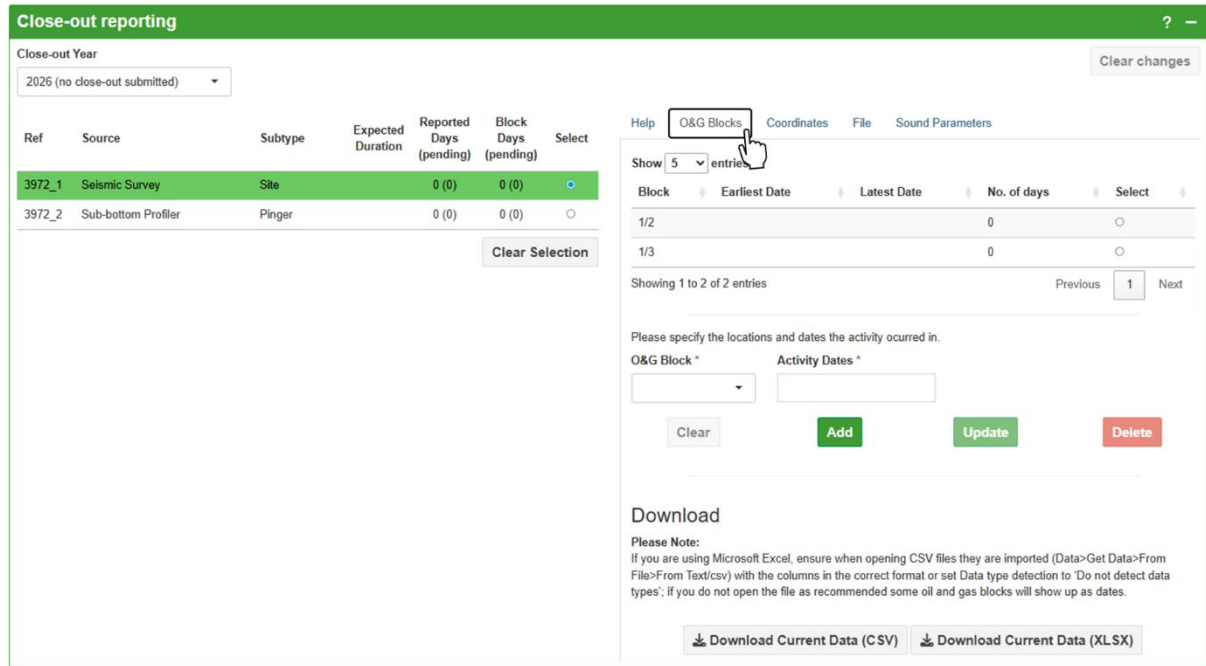 Close-out reporting ? −
Close-out Year
Clear changes
2026 (no close-out submitted)
Ref Source Subtype Expected Duration Reported Days (pending) Block Days (pending) Select
3972_1 Seismic Survey Site 0 (0) 0 (0)
3972_2 Sub-bottom Profiler Pinger 0 (0) 0 (0)
Clear Selection
Help O&G Blocks Coordinates File Sound Parameters
Show 5 entries
Block Earliest Date Latest Date No. of days Select
1/2 0
1/3 0
Showing 1 to 2 of 2 entries Previous 1 Next
Please specify the locations and dates the activity ocurred in.
O&G Block * Activity Dates *
Clear Add Update Delete
Download
Please Note:
If you are using Microsoft Excel, ensure when opening CSV files they are imported (Data>Get Data>From
File>From Text/csv) with the columns in the correct format or set Data type detection to 'Do not detect data
types'; if you do not open the file as recommended some oil and gas blocks will show up as dates.
Download Current Data (CSV) Download Current Data (XLSX)